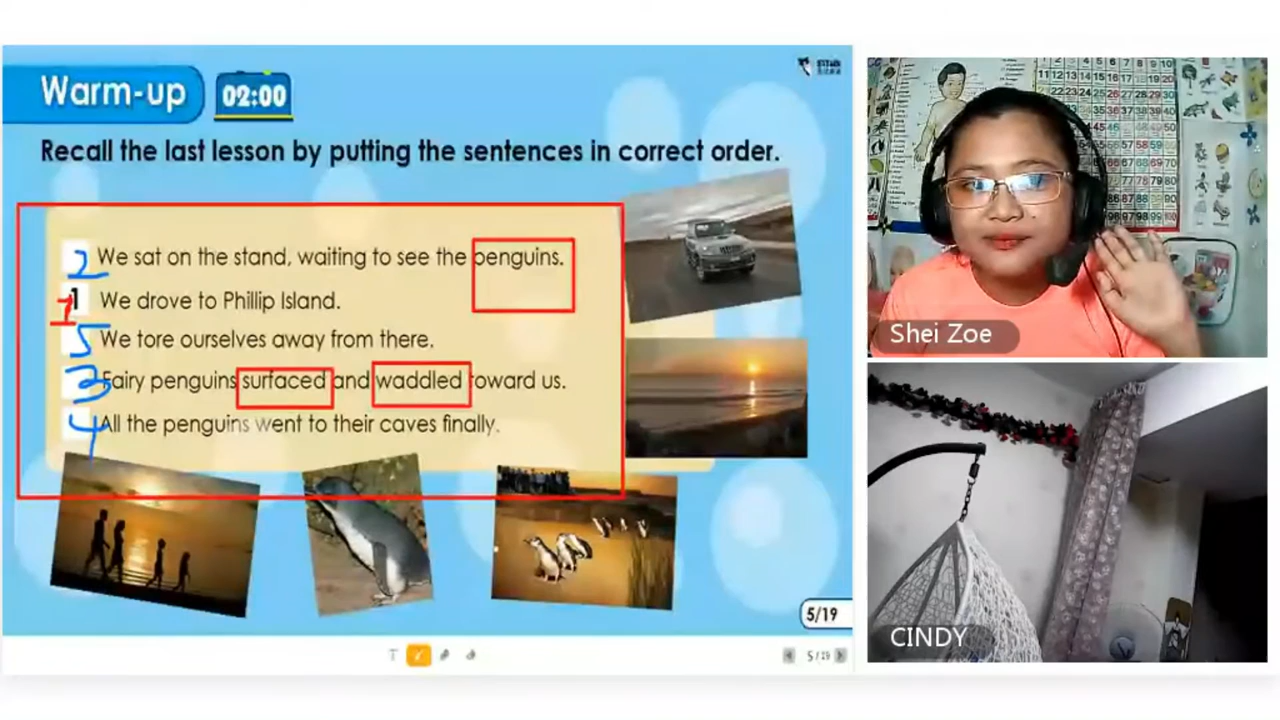 Warm-up 02:00
Recall the last lesson by putting the sentences in correct order.
2 We sat on the stand, waiting to see the penguins.
1 We drove to Phillip Island.
5 We tore ourselves away from there.
3 Fairy penguins surfaced and waddled toward us.
4 All the penguins went to their caves finally.
5/19
5/19
Shei Zoe
CINDY